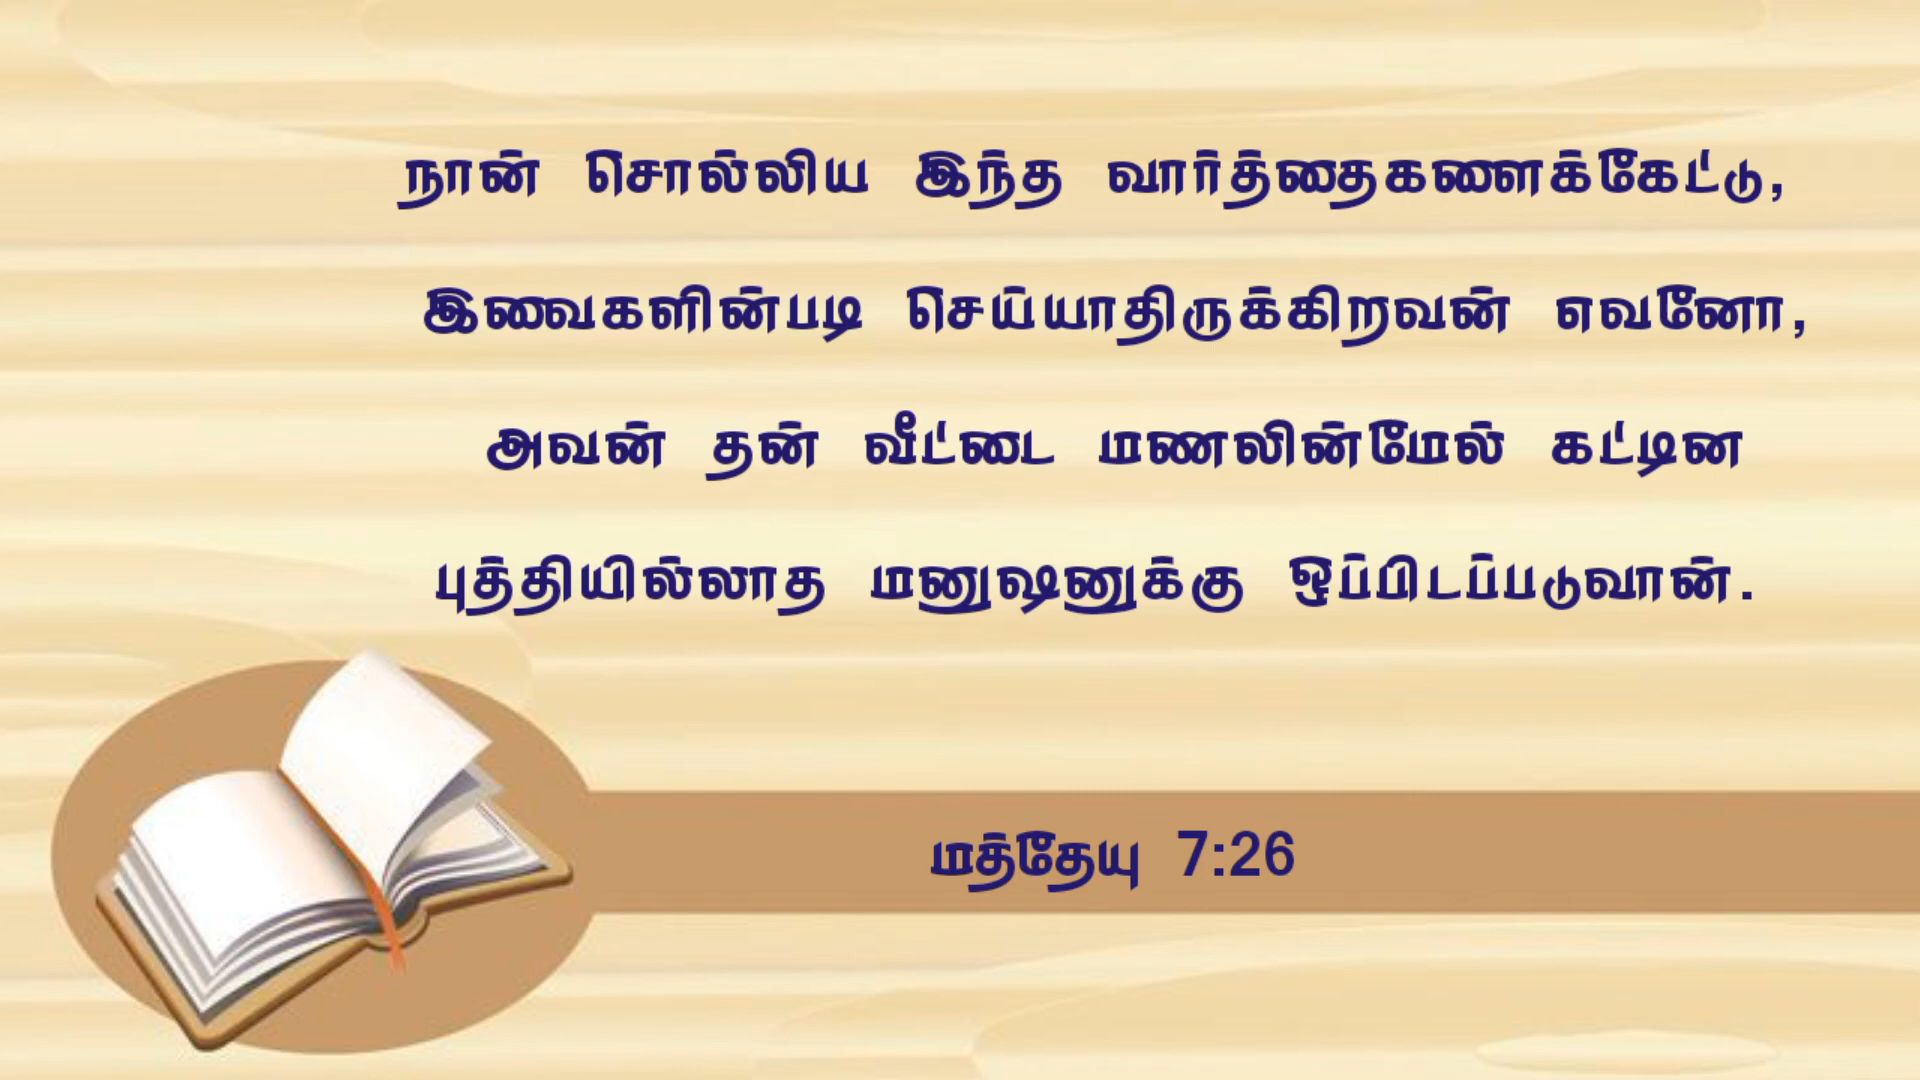 நான் சொல்லிய இந்த வார்த்தைகளைக்கேட்டு,
இவைகளின்படி செய்யாதிருக்கிறவன் எவனோ,
அவன் தன் வீட்டை மணலின்மேல் கட்டின
புத்தியில்லாத மனுஷனுக்கு ஒப்பிடப்படுவான்.
மத்தேயு 7:26